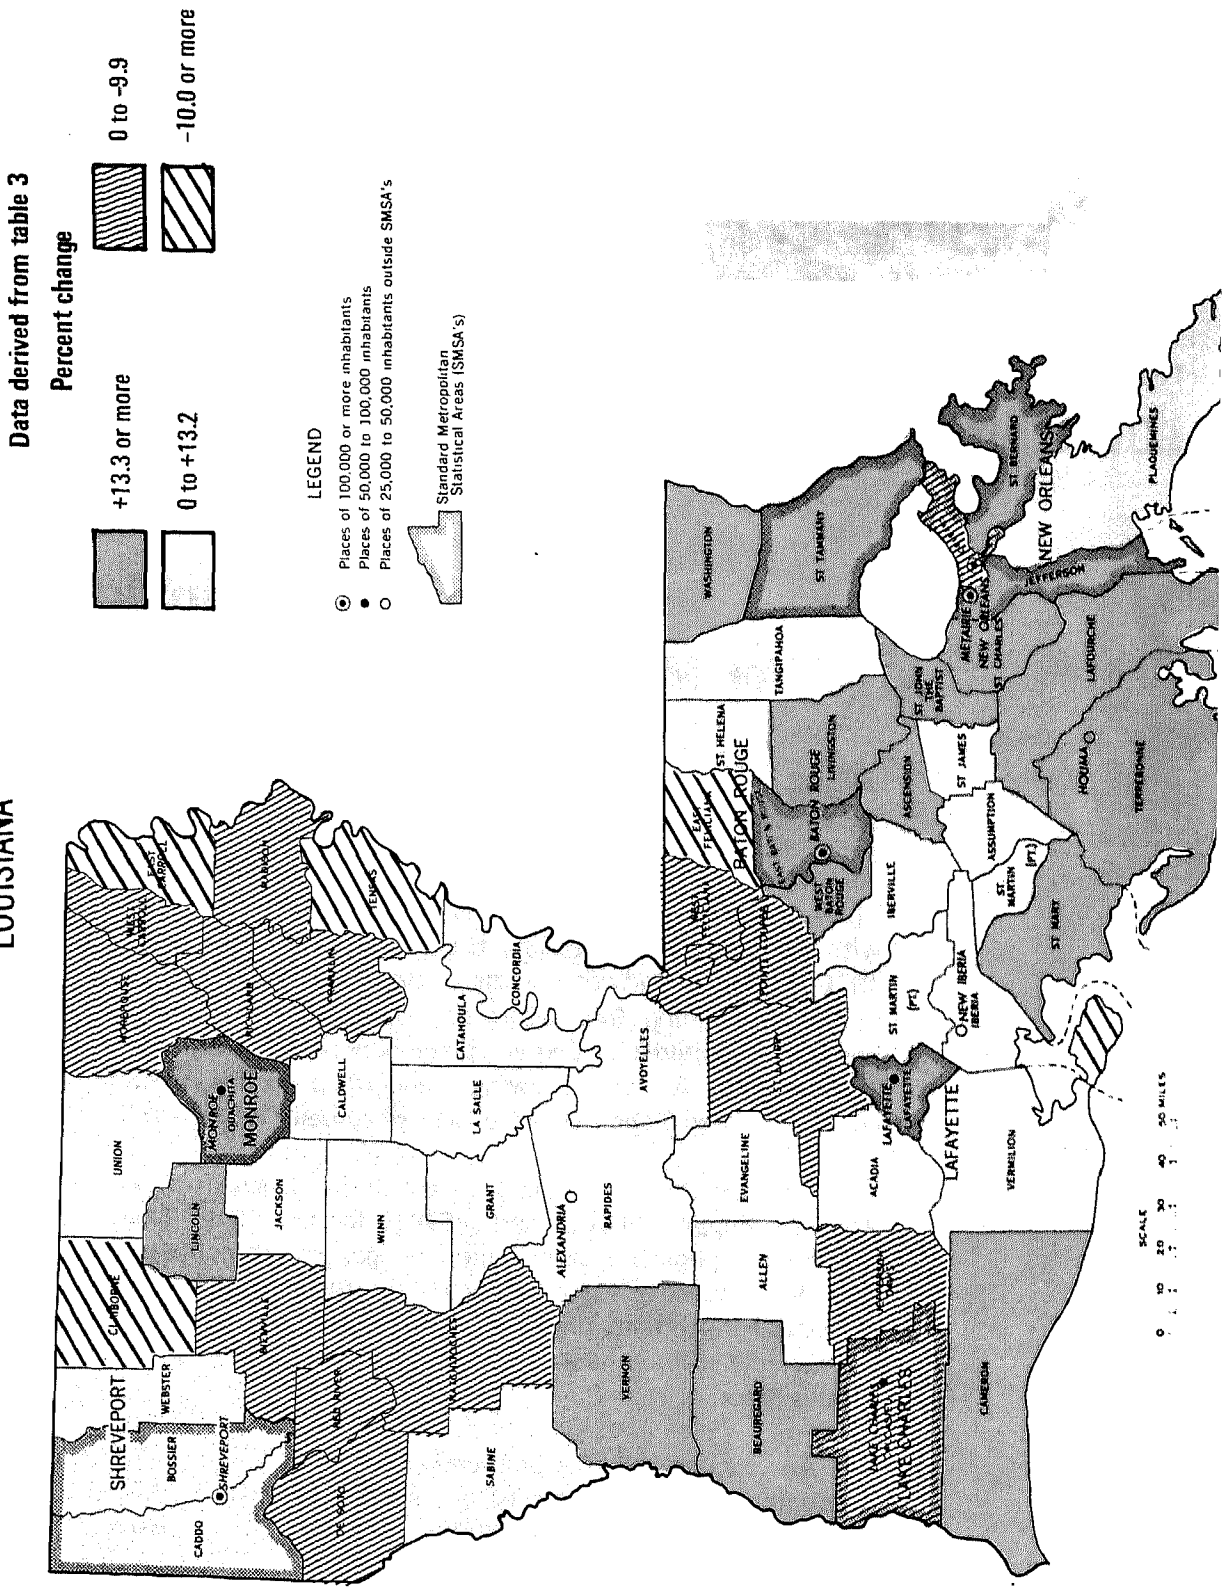 LOUISIANA
Data derived from table 3
Percent change
+13.3 or more
0 to -9.9
0 to +13.2
-10.0 or more
LEGEND
Places of 100,000 or more inhabitants
Places of 50,000 to 100,000 inhabitants
Places of 25,000 to 50,000 inhabitants outside SMSA's
Standard Metropolitan
Statistical Areas (SMSA's)
SHREVEPORT
CADDO
BOSSIER
SHREVEPORT
WEBSTER
CLAIBORNE
LINCOLN
UNION
MONROE
OUACHITA
MONROE
MOREHOUSE
WEST
CARROLL
EAST
CARROLL
RICHLAND
MADISON
FRANKLIN
TENSAS
BIENVILLE
JACKSON
CALDWELL
RED RIVER
DE SOTO
NATCHITOCHES
WINN
GRANT
LA SALLE
CATAHOULA
CONCORDIA
SABINE
VERNON
ALEXANDRIA
RAPIDES
AVOYELLES
BEAUREGARD
ALLEN
EVANGELINE
ST LANDRY
POINTE COUPEE
WEST
FELICIANA
EAST
FELICIANA
BATON ROUGE
ST HELENA
TANGIPAHOA
WASHINGTON
ST TAMMANY
WEST
BATON
ROUGE
EAST BATON ROUGE
BATON ROUGE
LIVINGSTON
LAKE CHARLES
LAKE CHARLES
JEFFERSON
DAVIS
ACADIA
LAFAYETTE
LAFAYETTE
LAFAYETTE
ST MARTIN
(PT.)
IBERVILLE
ASCENSION
ST JOHN
THE
BAPTIST
CAMERON
VERMILION
NEW IBERIA
IBERIA
ST
MARTIN
(PT.)
ASSUMPTION
ST JAMES
ST CHARLES
METAIRIE
NEW ORLEANS
JEFFERSON
ST BERNARD
NEW ORLEANS
PLAQUEMINES
ST MARY
HOUMA
TERREBONNE
LAFOURCHE
SCALE
0 10 20 30 40 50 MILES